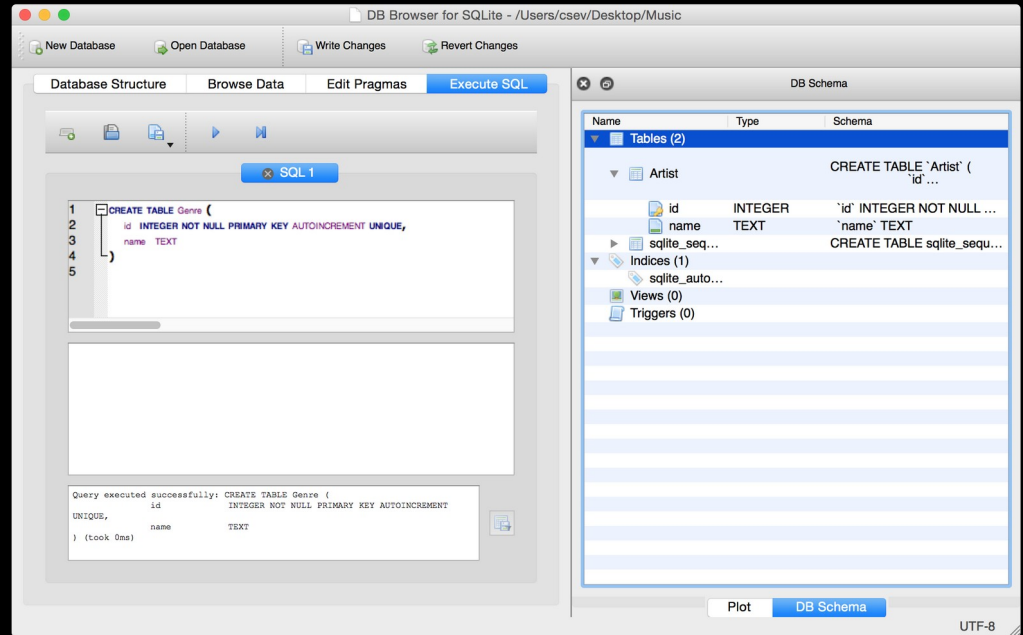 DB Browser for SQLite - /Users/csev/Desktop/Music
New Database Open Database Write Changes Revert Changes
Database Structure Browse Data Edit Pragmas Execute SQL
SQL 1
1 CREATE TABLE Genre (
2 id INTEGER NOT NULL PRIMARY KEY AUTOINCREMENT UNIQUE,
3 name TEXT
4 )
5
Query executed successfully: CREATE TABLE Genre (
id INTEGER NOT NULL PRIMARY KEY AUTOINCREMENT
UNIQUE,
name TEXT
) (took 0ms)
DB Schema
Name Type Schema
Tables (2)
Artist CREATE TABLE `Artist` (
`id`...
id INTEGER `id` INTEGER NOT NULL ...
name TEXT `name` TEXT
sqlite_seq... CREATE TABLE sqlite_sequ...
Indices (1)
sqlite_auto...
Views (0)
Triggers (0)
Plot DB Schema
UTF-8